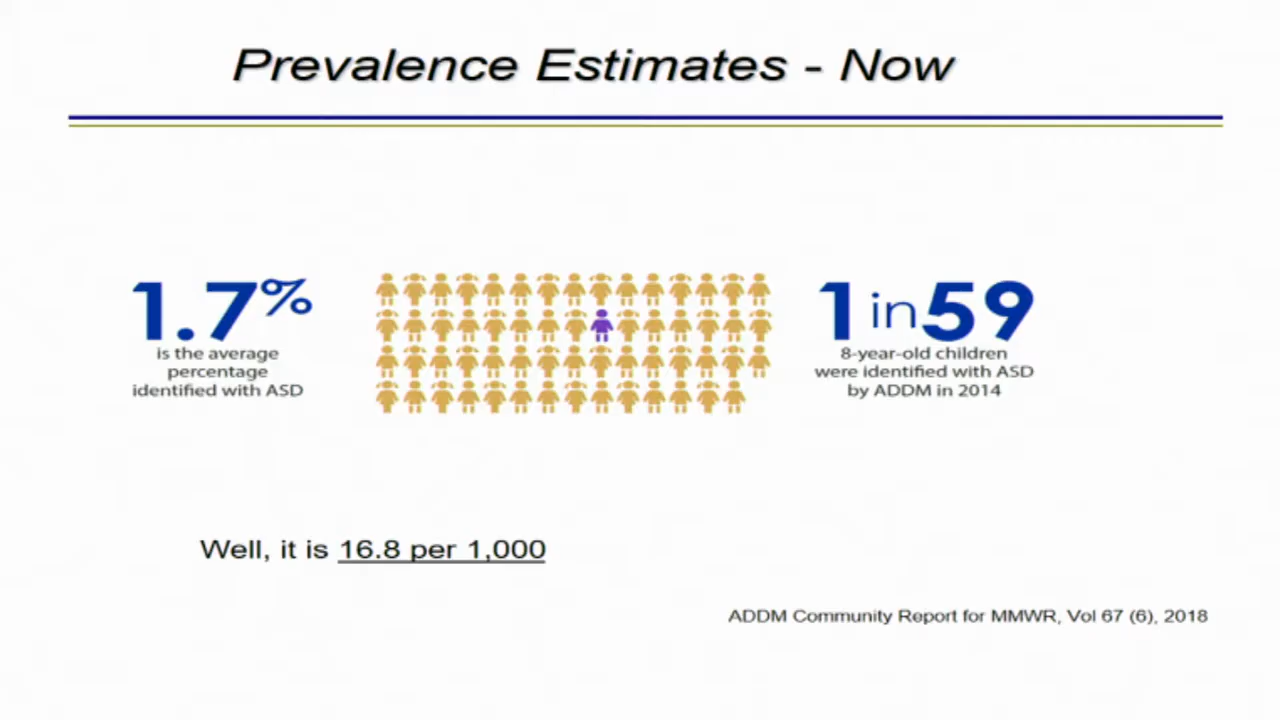 Prevalence Estimates - Now
1.7%
is the average
percentage
identified with ASD
1 in 59
8-year-old children
were identified with ASD
by ADDM in 2014
Well, it is 16.8 per 1,000
ADDM Community Report for MMWR, Vol 67 (6), 2018